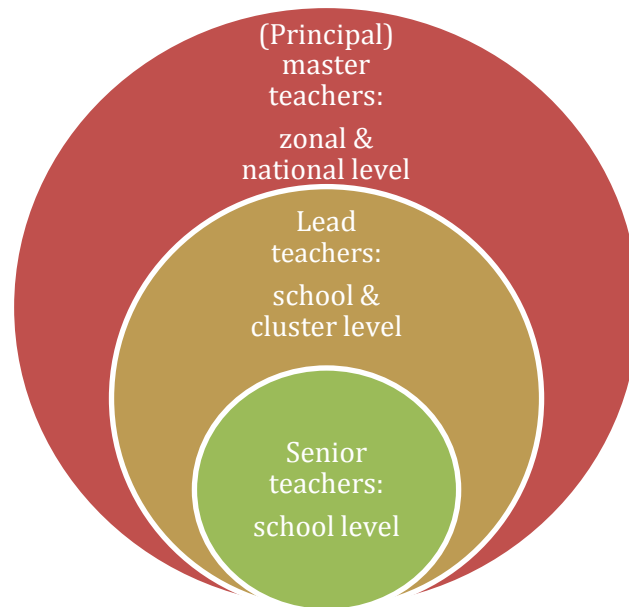 (Principal)
master
teachers:
zonal &
national level
Lead
teachers:
school &
cluster level
Senior
teachers:
school level